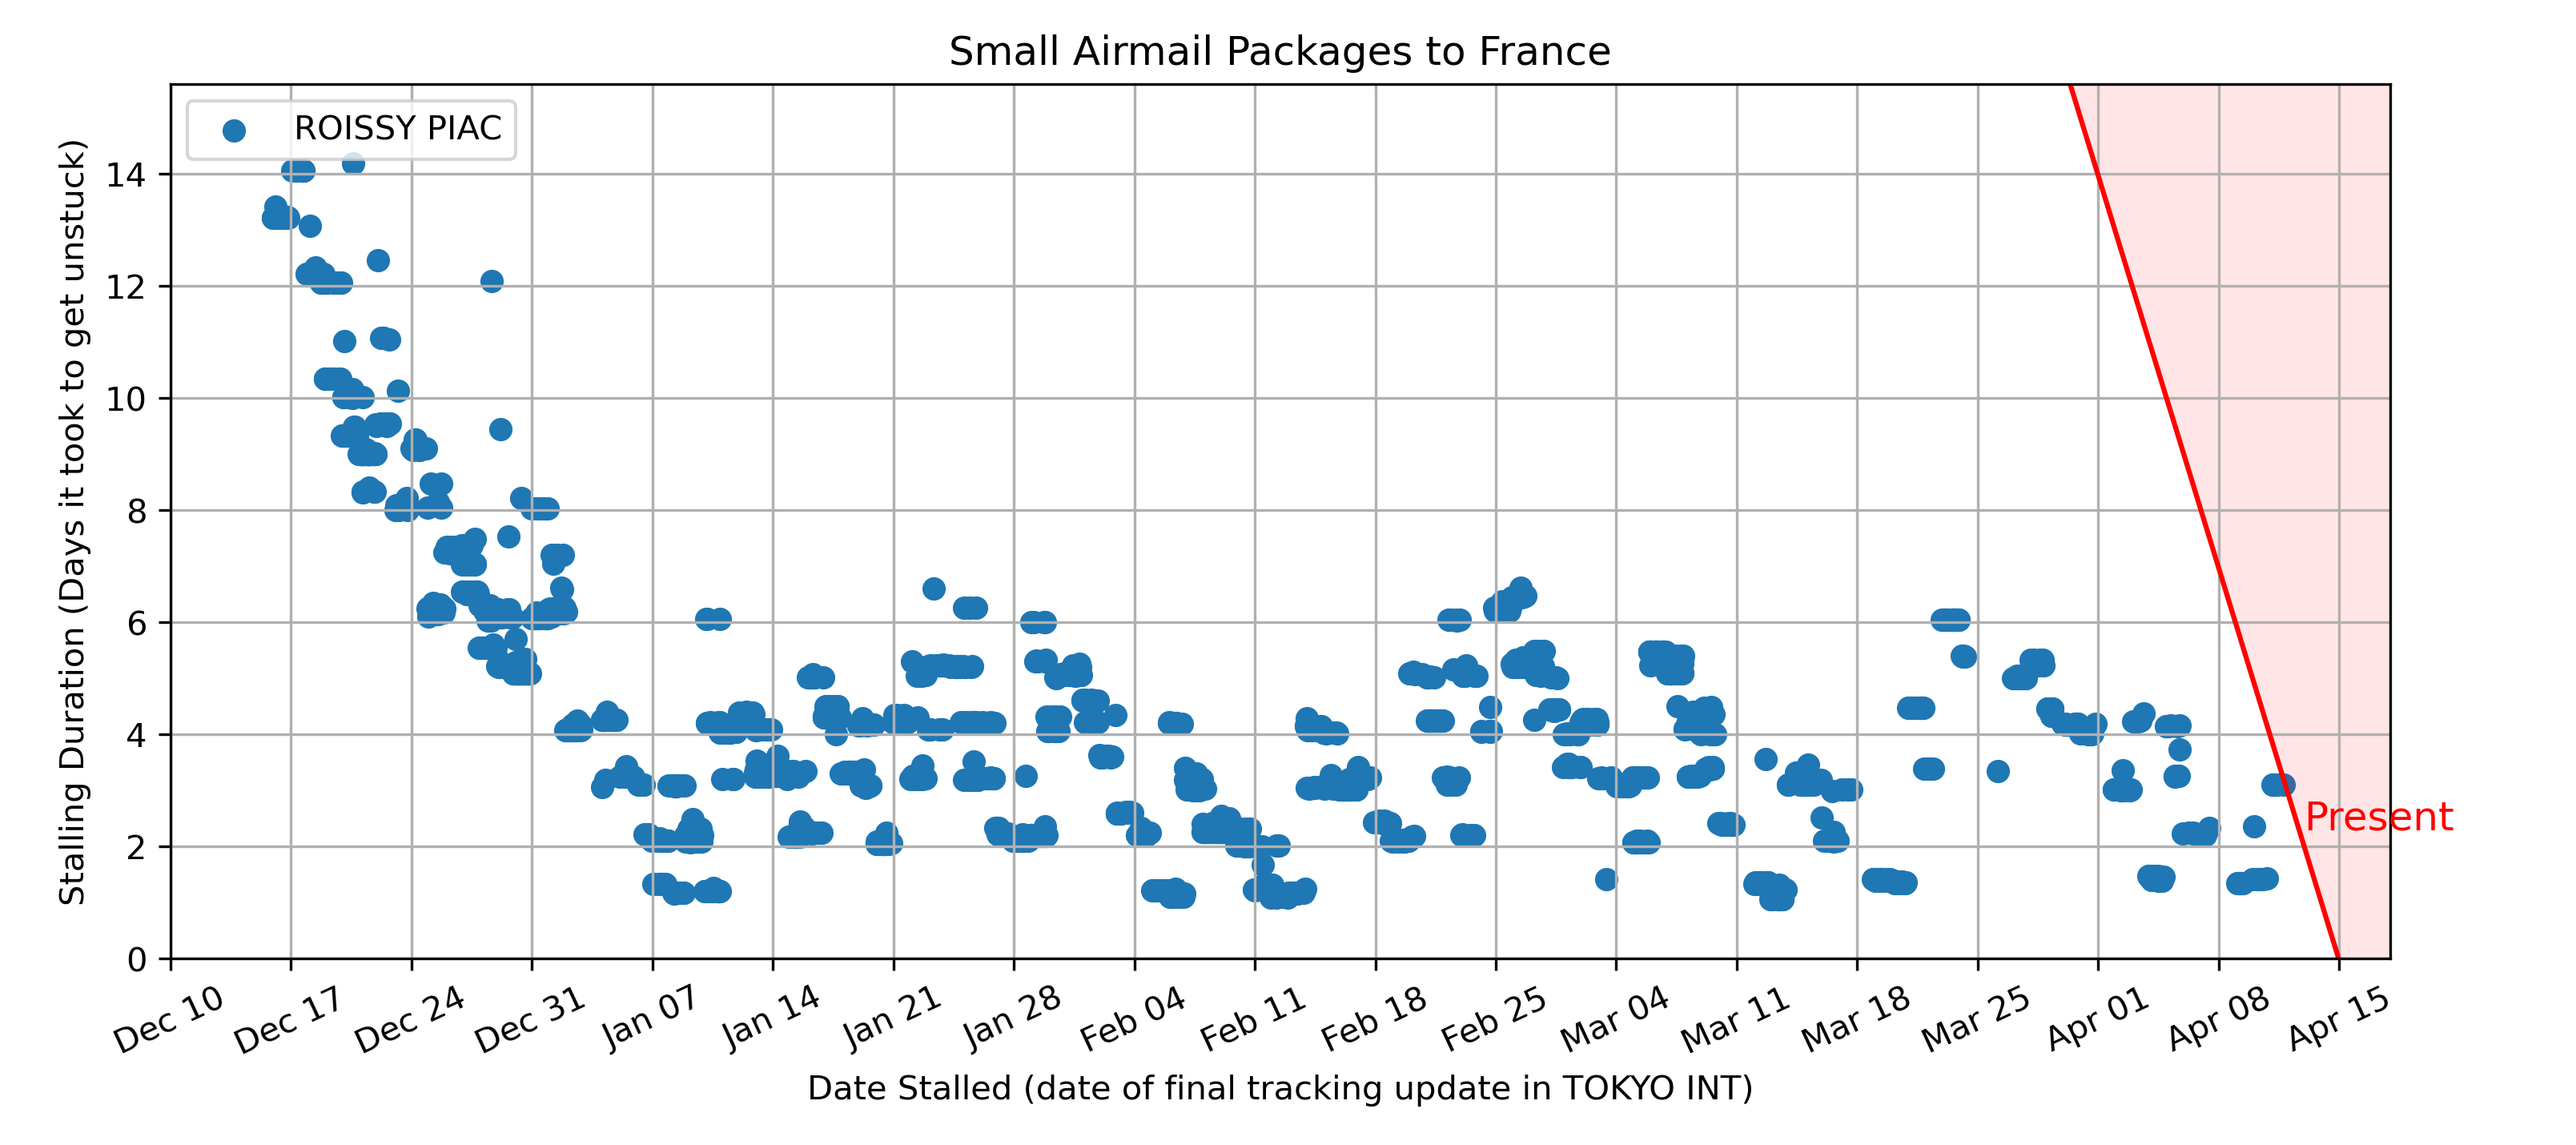 Small Airmail Packages to France
ROISSY PIAC
Stalling Duration (Days it took to get unstuck)
14
12
10
8
6
4
2
0
Present
Dec 10
Dec 17
Dec 24
Dec 31
Jan 07
Jan 14
Jan 21
Jan 28
Feb 04
Feb 11
Feb 18
Feb 25
Mar 04
Mar 11
Mar 18
Mar 25
Apr 01
Apr 08
Apr 15
Date Stalled (date of final tracking update in TOKYO INT)